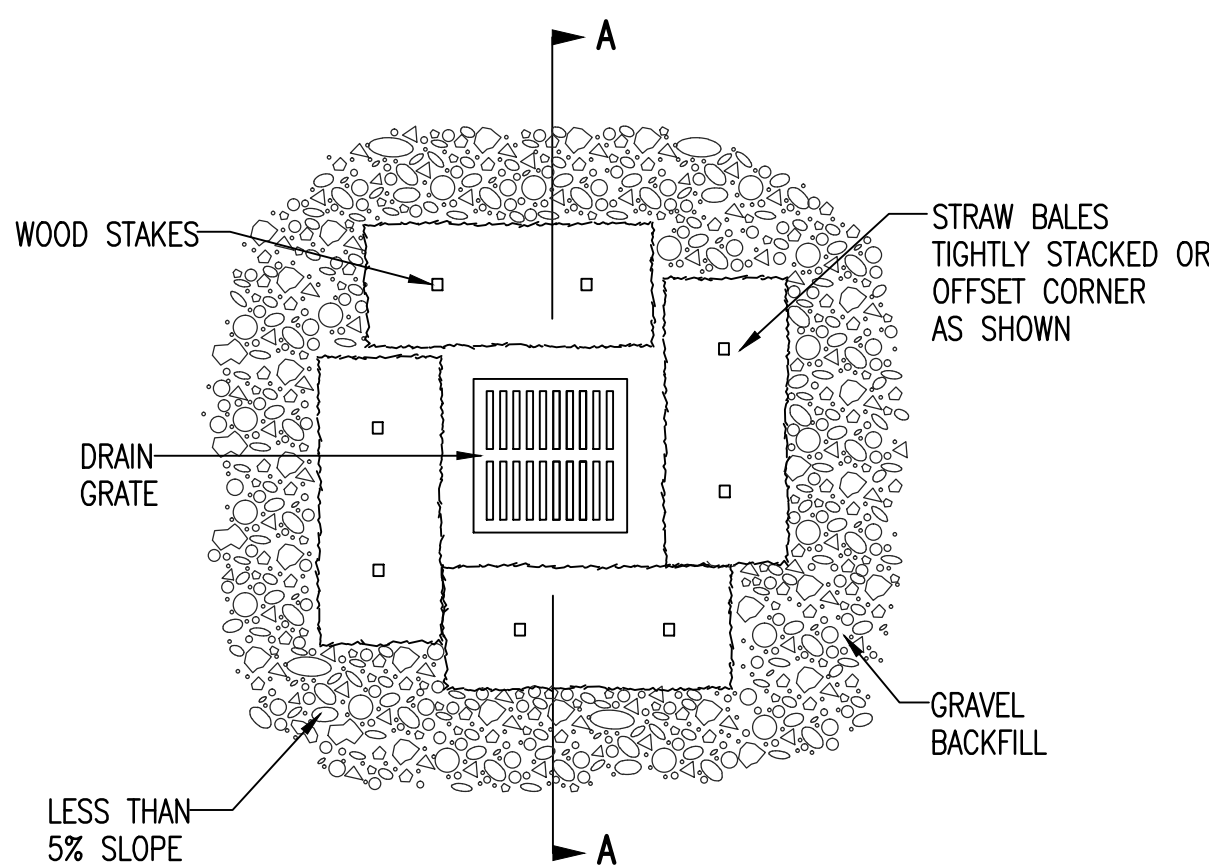 A
WOOD STAKES
STRAW BALES
TIGHTLY STACKED OR
OFFSET CORNER
AS SHOWN
DRAIN
GRATE
GRAVEL
BACKFILL
LESS THAN
5% SLOPE
A